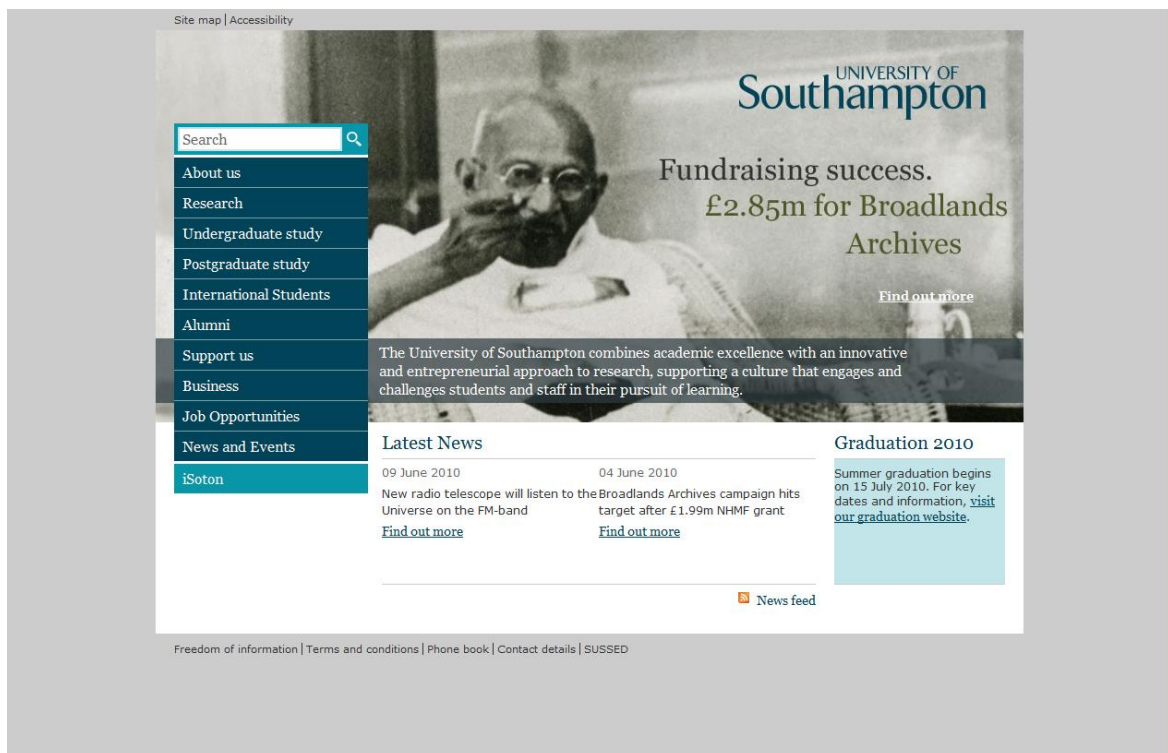 Site map | Accessibility
UNIVERSITY OF
Southampton
Search
About us
Research
Undergraduate study
Postgraduate study
International Students
Alumni
Support us
Business
Job Opportunities
News and Events
iSoton
Fundraising success.
£2.85m for Broadlands
Archives
Find out more
The University of Southampton combines academic excellence with an innovative
and entrepreneurial approach to research, supporting a culture that engages and
challenges students and staff in their pursuit of learning.
Latest News
09 June 2010
New radio telescope will listen to the
Universe on the FM-band
Find out more
04 June 2010
Broadlands Archives campaign hits
target after £1.99m NHMF grant
Find out more
News feed
Graduation 2010
Summer graduation begins
on 15 July 2010. For key
dates and information, visit
our graduation website.
Freedom of information | Terms and conditions | Phone book | Contact details | SUSSED